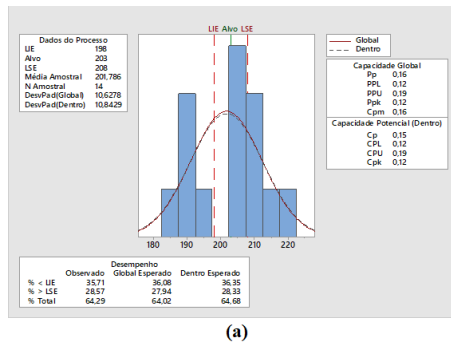 LIE Alvo LSE
Dados do Processo
LIE 198
Alvo 203
LSE 208
Média Amostral 201,786
N Amostral 14
DesvPad(Global) 10,6278
DesvPad(Dentro) 10,8429
Global
Dentro
Capacidade Global
Pp 0,16
PPL 0,12
PPU 0,19
Ppk 0,12
Cpm 0,16
Capacidade Potencial (Dentro)
Cp 0,15
CPL 0,12
CPU 0,19
Cpk 0,12
180 190 200 210 220
Desempenho
Observado Global Esperado Dentro Esperado
% < LIE 35,71 36,08 36,35
% > LSE 28,57 27,94 28,33
% Total 64,29 64,02 64,68
(a)